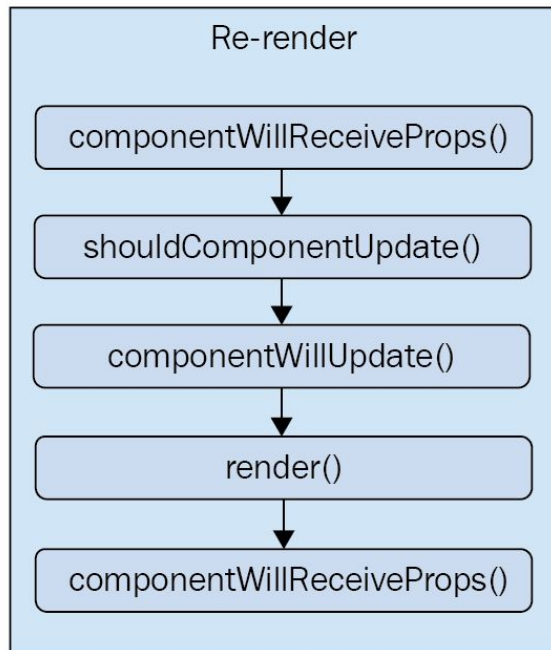 Re-render
componentWillReceiveProps()
shouldComponentUpdate()
componentWillUpdate()
render()
componentWillReceiveProps()